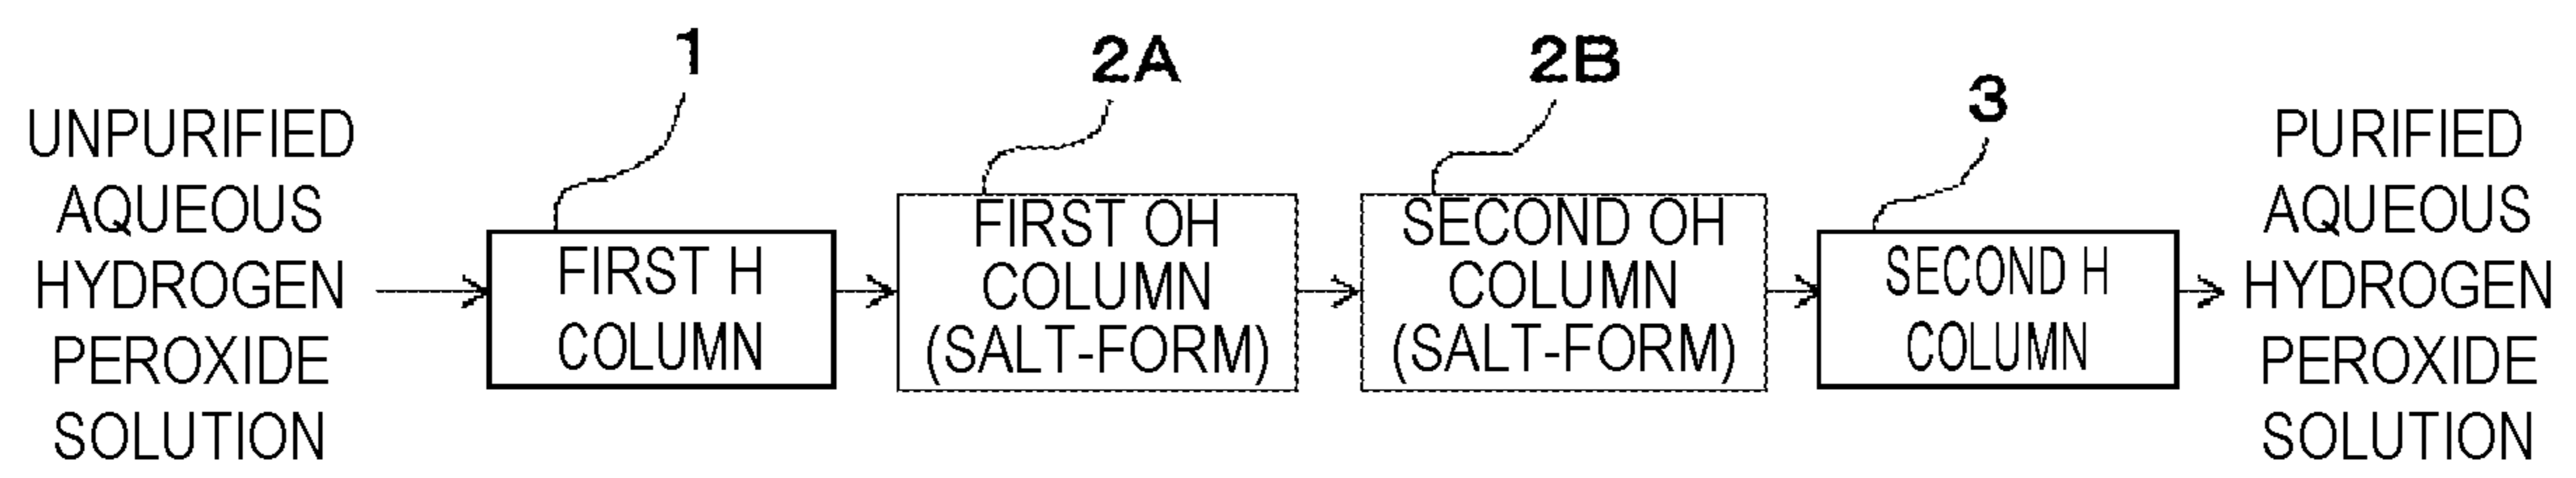 1
2A
2B
3
UNPURIFIED
AQUEOUS
HYDROGEN
PEROXIDE
SOLUTION
FIRST H
COLUMN
FIRST OH
COLUMN
(SALT-FORM)
SECOND OH
COLUMN
(SALT-FORM)
SECOND H
COLUMN
PURIFIED
AQUEOUS
HYDROGEN
PEROXIDE
SOLUTION